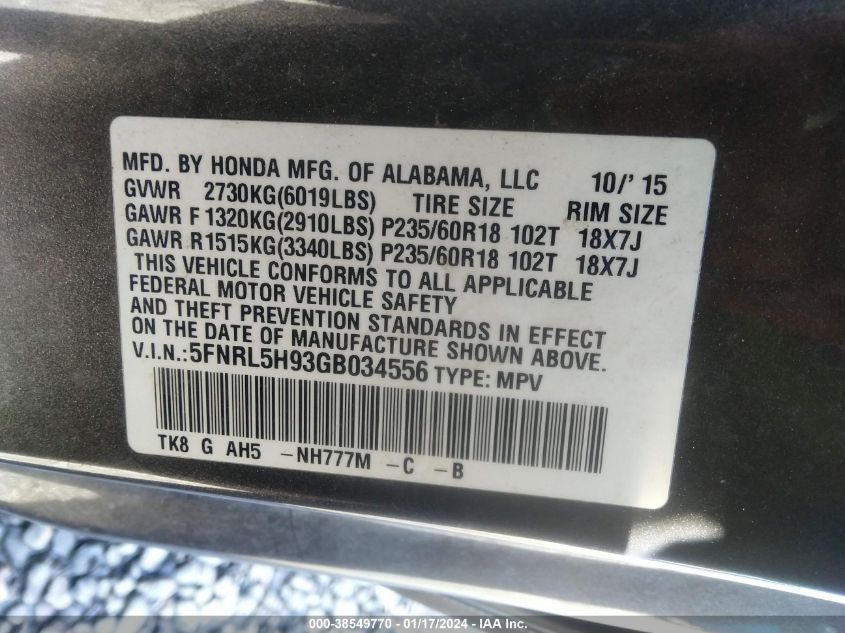 MFD. BY HONDA MFG. OF ALABAMA, LLC 10/' 15
GVWR 2730KG(6019LBS) TIRE SIZE RIM SIZE
GAWR F 1320KG(2910LBS) P235/60R18 102T 18X7J
GAWR R1515KG(3340LBS) P235/60R18 102T 18X7J
THIS VEHICLE CONFORMS TO ALL APPLICABLE
FEDERAL MOTOR VEHICLE SAFETY
AND THEFT PREVENTION STANDARDS IN EFFECT
ON THE DATE OF MANUFACTURE SHOWN ABOVE.
V.I.N.:5FNRL5H93GB034556 TYPE: MPV
TK8 G AH5 -NH777M -C -B
000-38549770 - 01/17/2024 - IAA Inc.